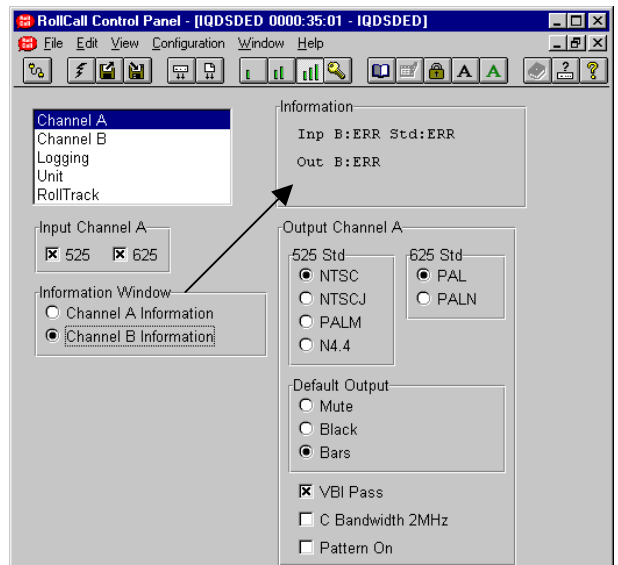 RollCall Control Panel - [IQDSDED 0000:35:01 - IQDSDED]
File Edit View Configuration Window Help
A A
Channel A
Channel B
Logging
Unit
RollTrack
Information
Inp B:ERR Std:ERR
Out B:ERR
Input Channel A
525 625
Information Window
Channel A Information
Channel B Information
Output Channel A
525 Std
NTSC
NTSCJ
PALM
N4.4
625 Std
PAL
PALN
Default Output
Mute
Black
Bars
VBI Pass
C Bandwidth 2MHz
Pattern On